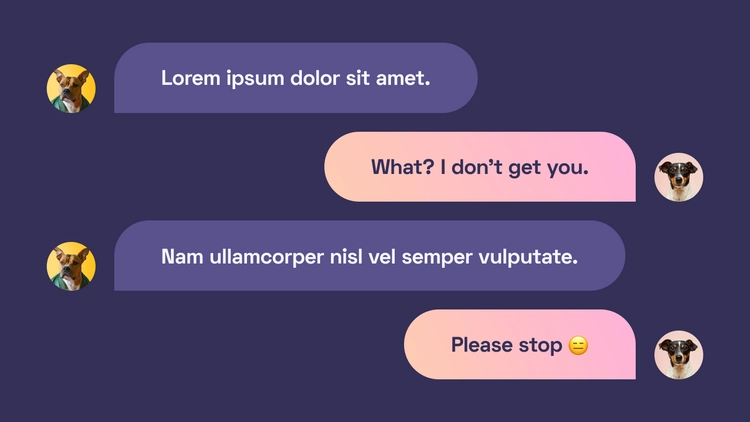 Lorem ipsum dolor sit amet.
What? I don’t get you.
Nam ullamcorper nisl vel semper vulputate.
Please stop 😑